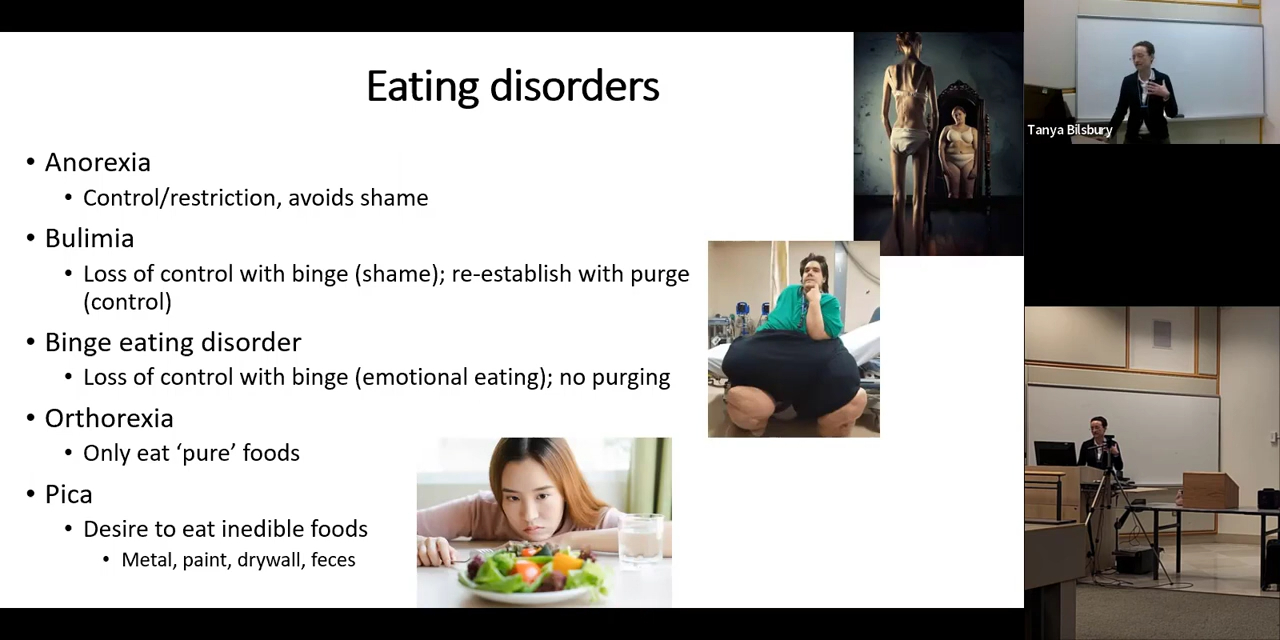 Eating disorders
• Anorexia
• Control/restriction, avoids shame
• Bulimia
• Loss of control with binge (shame); re-establish with purge
(control)
• Binge eating disorder
• Loss of control with binge (emotional eating); no purging
• Orthorexia
• Only eat ‘pure’ foods
• Pica
• Desire to eat inedible foods
• Metal, paint, drywall, feces
Tanya Bilsbury